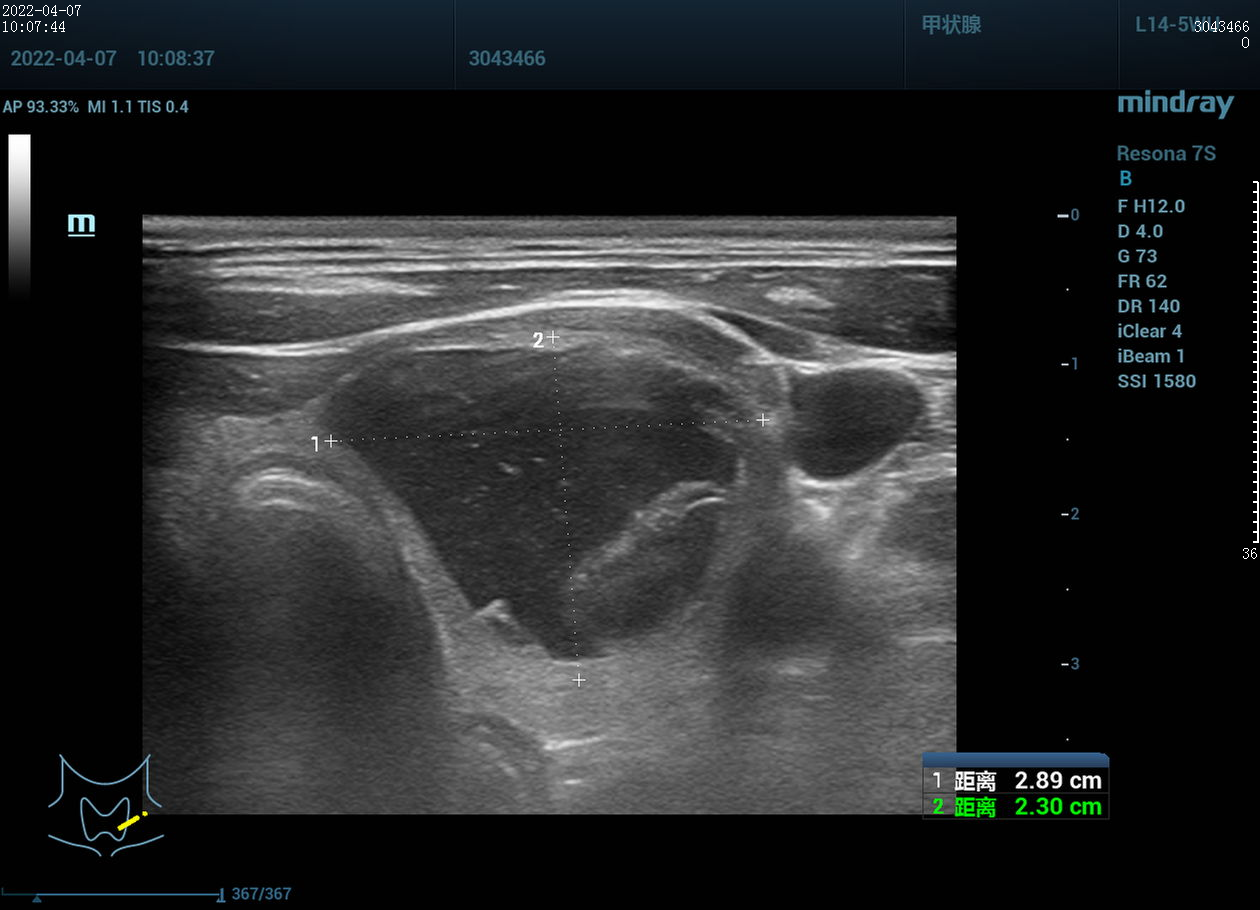 2022-04-07
10:07:44
甲状腺
3043466
0
2022-04-07 10:08:37
3043466
AP 93.33% MI 1.1 TIS 0.4
mindray
Resona 7S
B
F H12.0
D 4.0
G 73
FR 62
DR 140
iClear 4
iBeam 1
SSI 1580
m
0
1
2
3
2
1
36
1 距离 2.89 cm
2 距离 2.30 cm
367/367